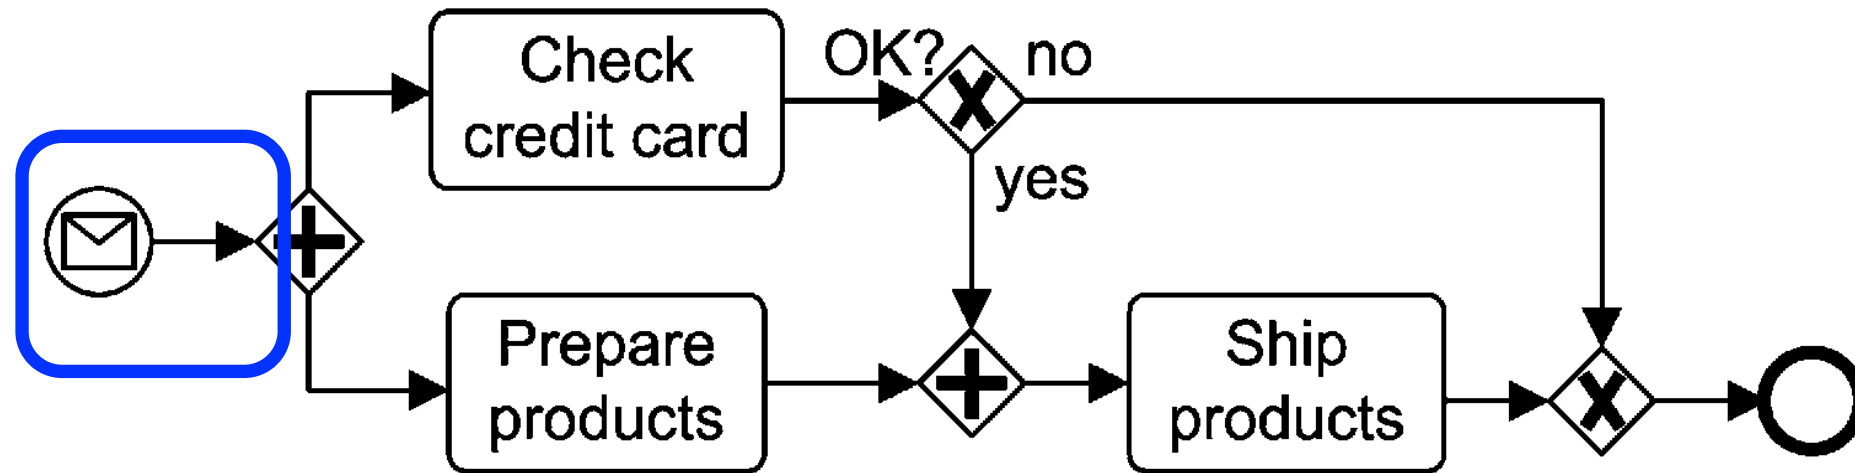 Check
credit card
OK?
no
yes
Prepare
products
Ship
products